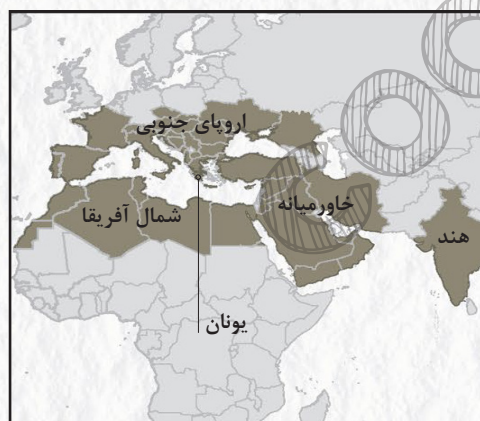 اروپای جنوبی
شمال آفریقا
خاورمیانه
هند
یونان